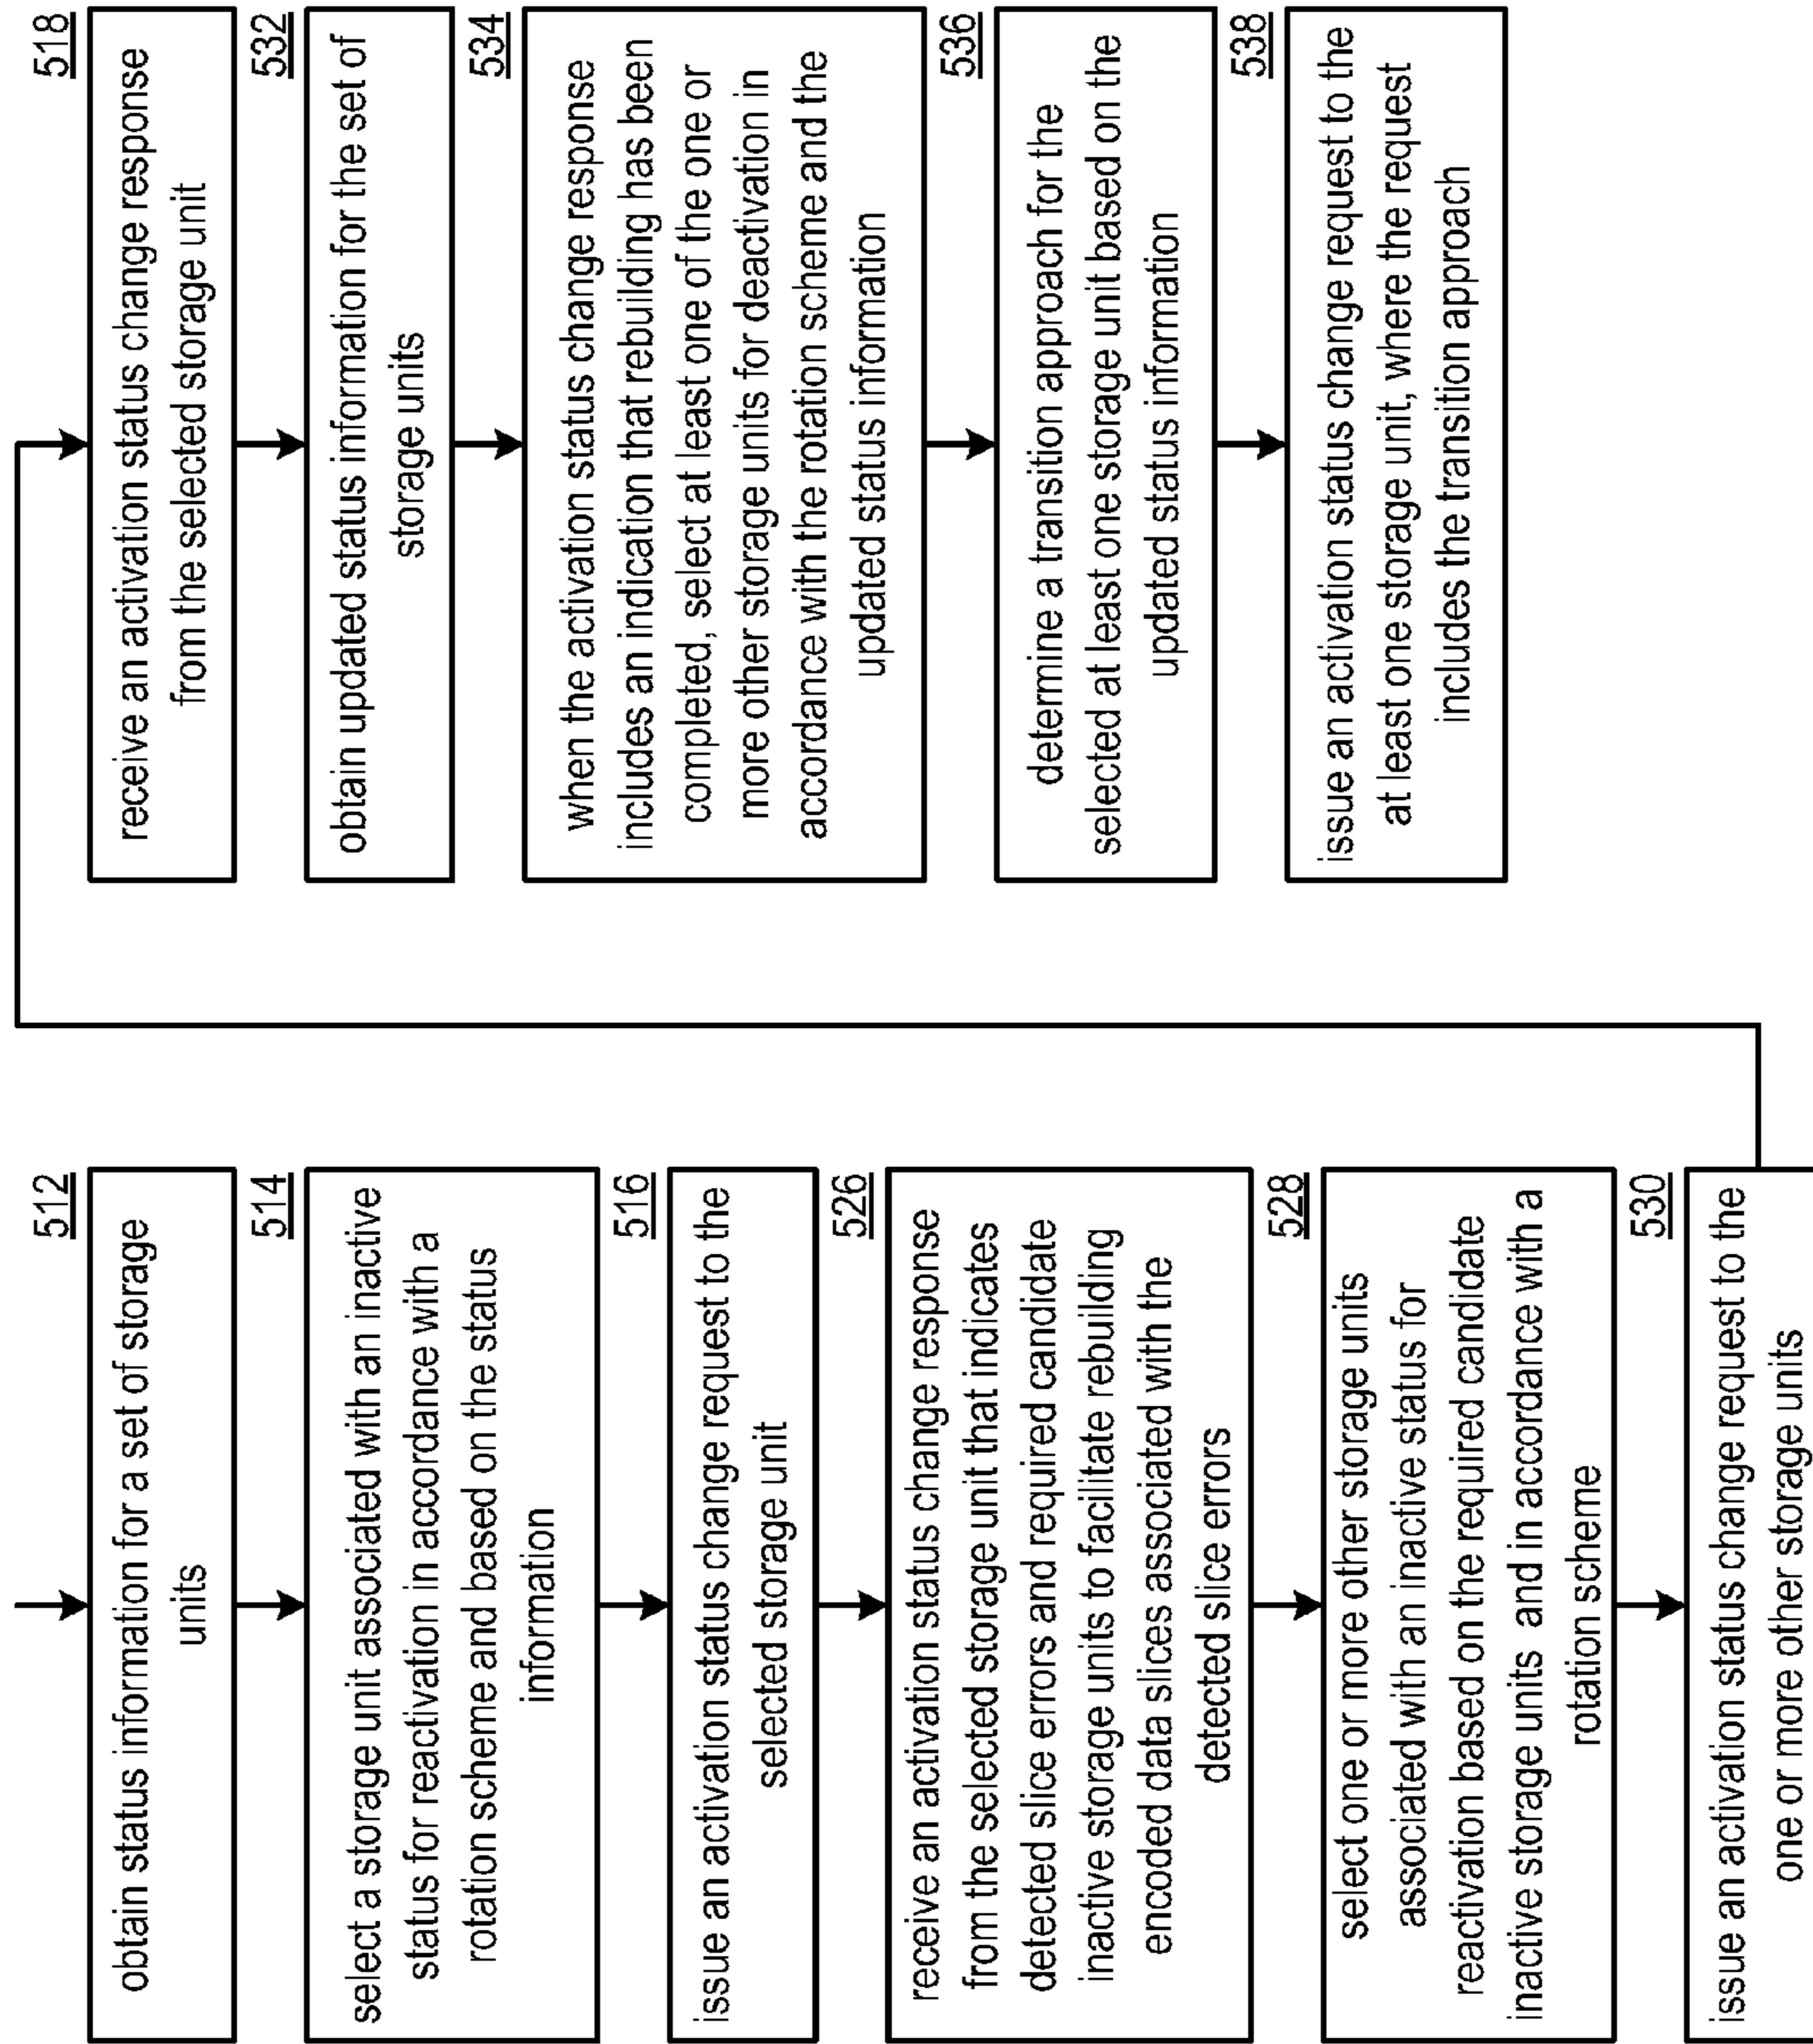 512
obtain status information for a set of storage
units
514
select a storage unit associated with an inactive
status for reactivation in accordance with a
rotation scheme and based on the status
information
516
issue an activation status change request to the
selected storage unit
526
receive an activation status change response
from the selected storage unit that indicates
detected slice errors and required candidate
inactive storage units to facilitate rebuilding
encoded data slices associated with the
detected slice errors
528
select one or more other storage units
associated with an inactive status for
reactivation based on the required candidate
inactive storage units and in accordance with a
rotation scheme
530
issue an activation status change request to the
one or more other storage units
518
receive an activation status change response
from the selected storage unit
532
obtain updated status information for the set of
storage units
534
when the activation status change response
includes an indication that rebuilding has been
completed, select at least one of the one or
more other storage units for deactivation in
accordance with the rotation scheme and the
updated status information
536
determine a transition approach for the
selected at least one storage unit based on the
updated status information
538
issue an activation status change request to the
at least one storage unit, where the request
includes the transition approach